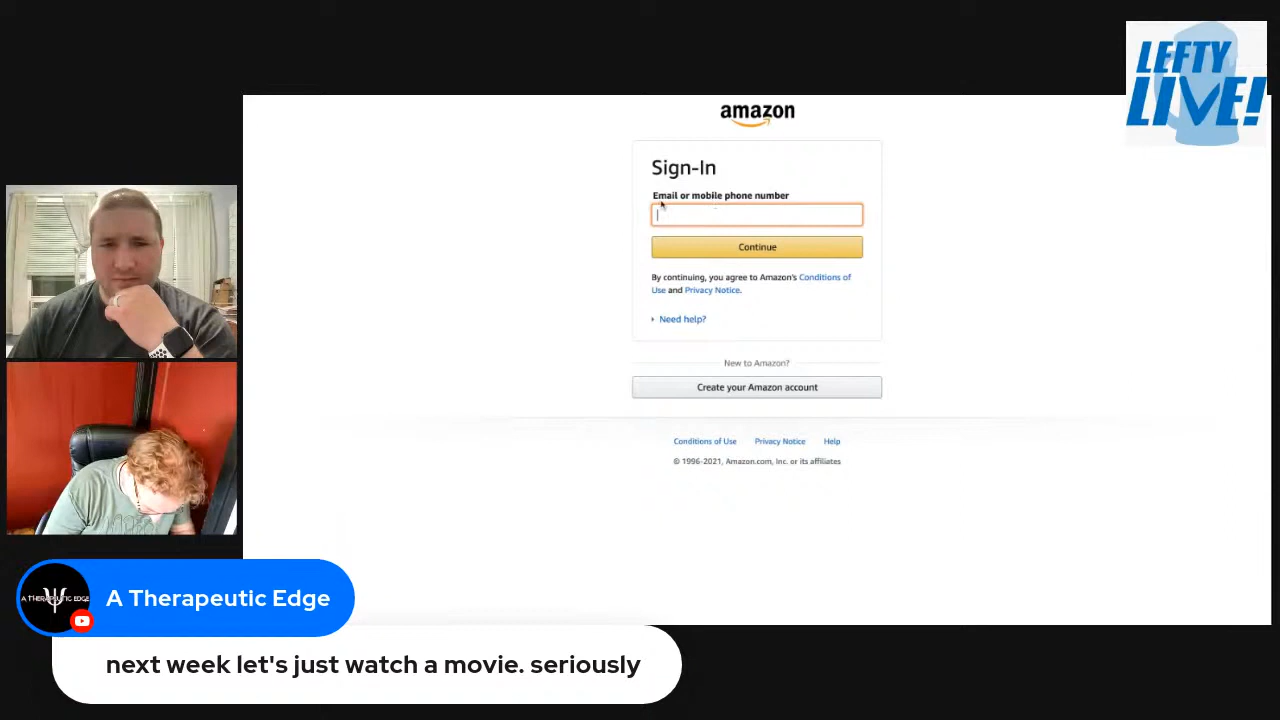 LEFTY
LIVE!
amazon
Sign-In
Email or mobile phone number
Continue
By continuing, you agree to Amazon's Conditions of
Use and Privacy Notice.
Need help?
New to Amazon?
Create your Amazon account
Conditions of Use Privacy Notice Help
© 1996-2021, Amazon.com, Inc. or its affiliates
A THERAPEUTIC EDGE
A Therapeutic Edge
next week let's just watch a movie. seriously